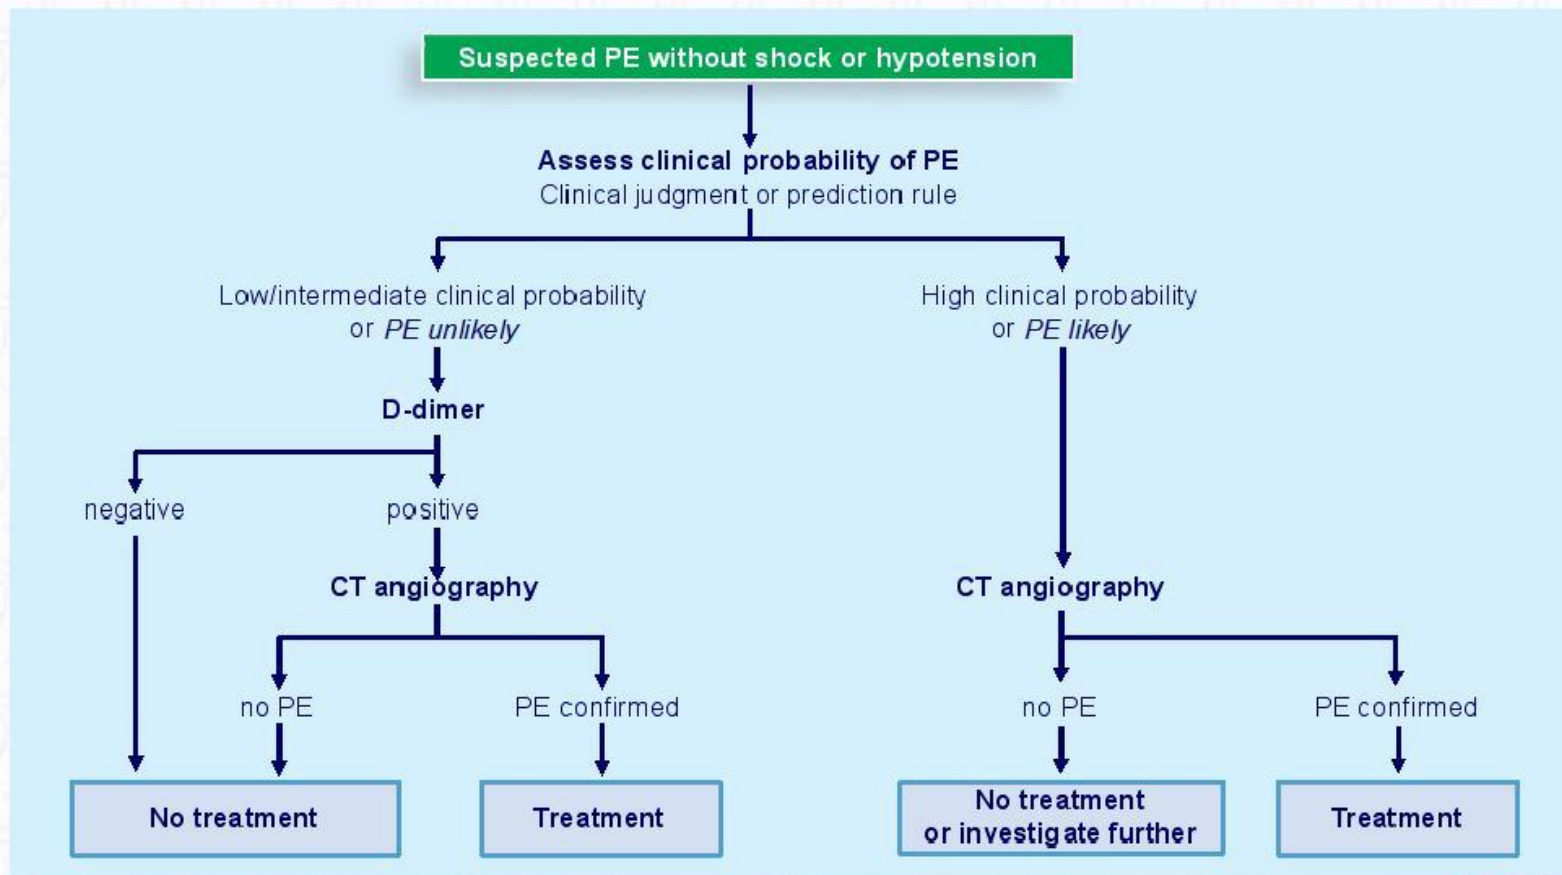 Suspected PE without shock or hypotension
Assess clinical probability of PE
Clinical judgment or prediction rule
Low/intermediate clinical probability
or PE unlikely
High clinical probability
or PE likely
D-dimer
negative
positive
CT angiography
CT angiography
no PE
PE confirmed
no PE
PE confirmed
No treatment
Treatment
No treatment
or investigate further
Treatment